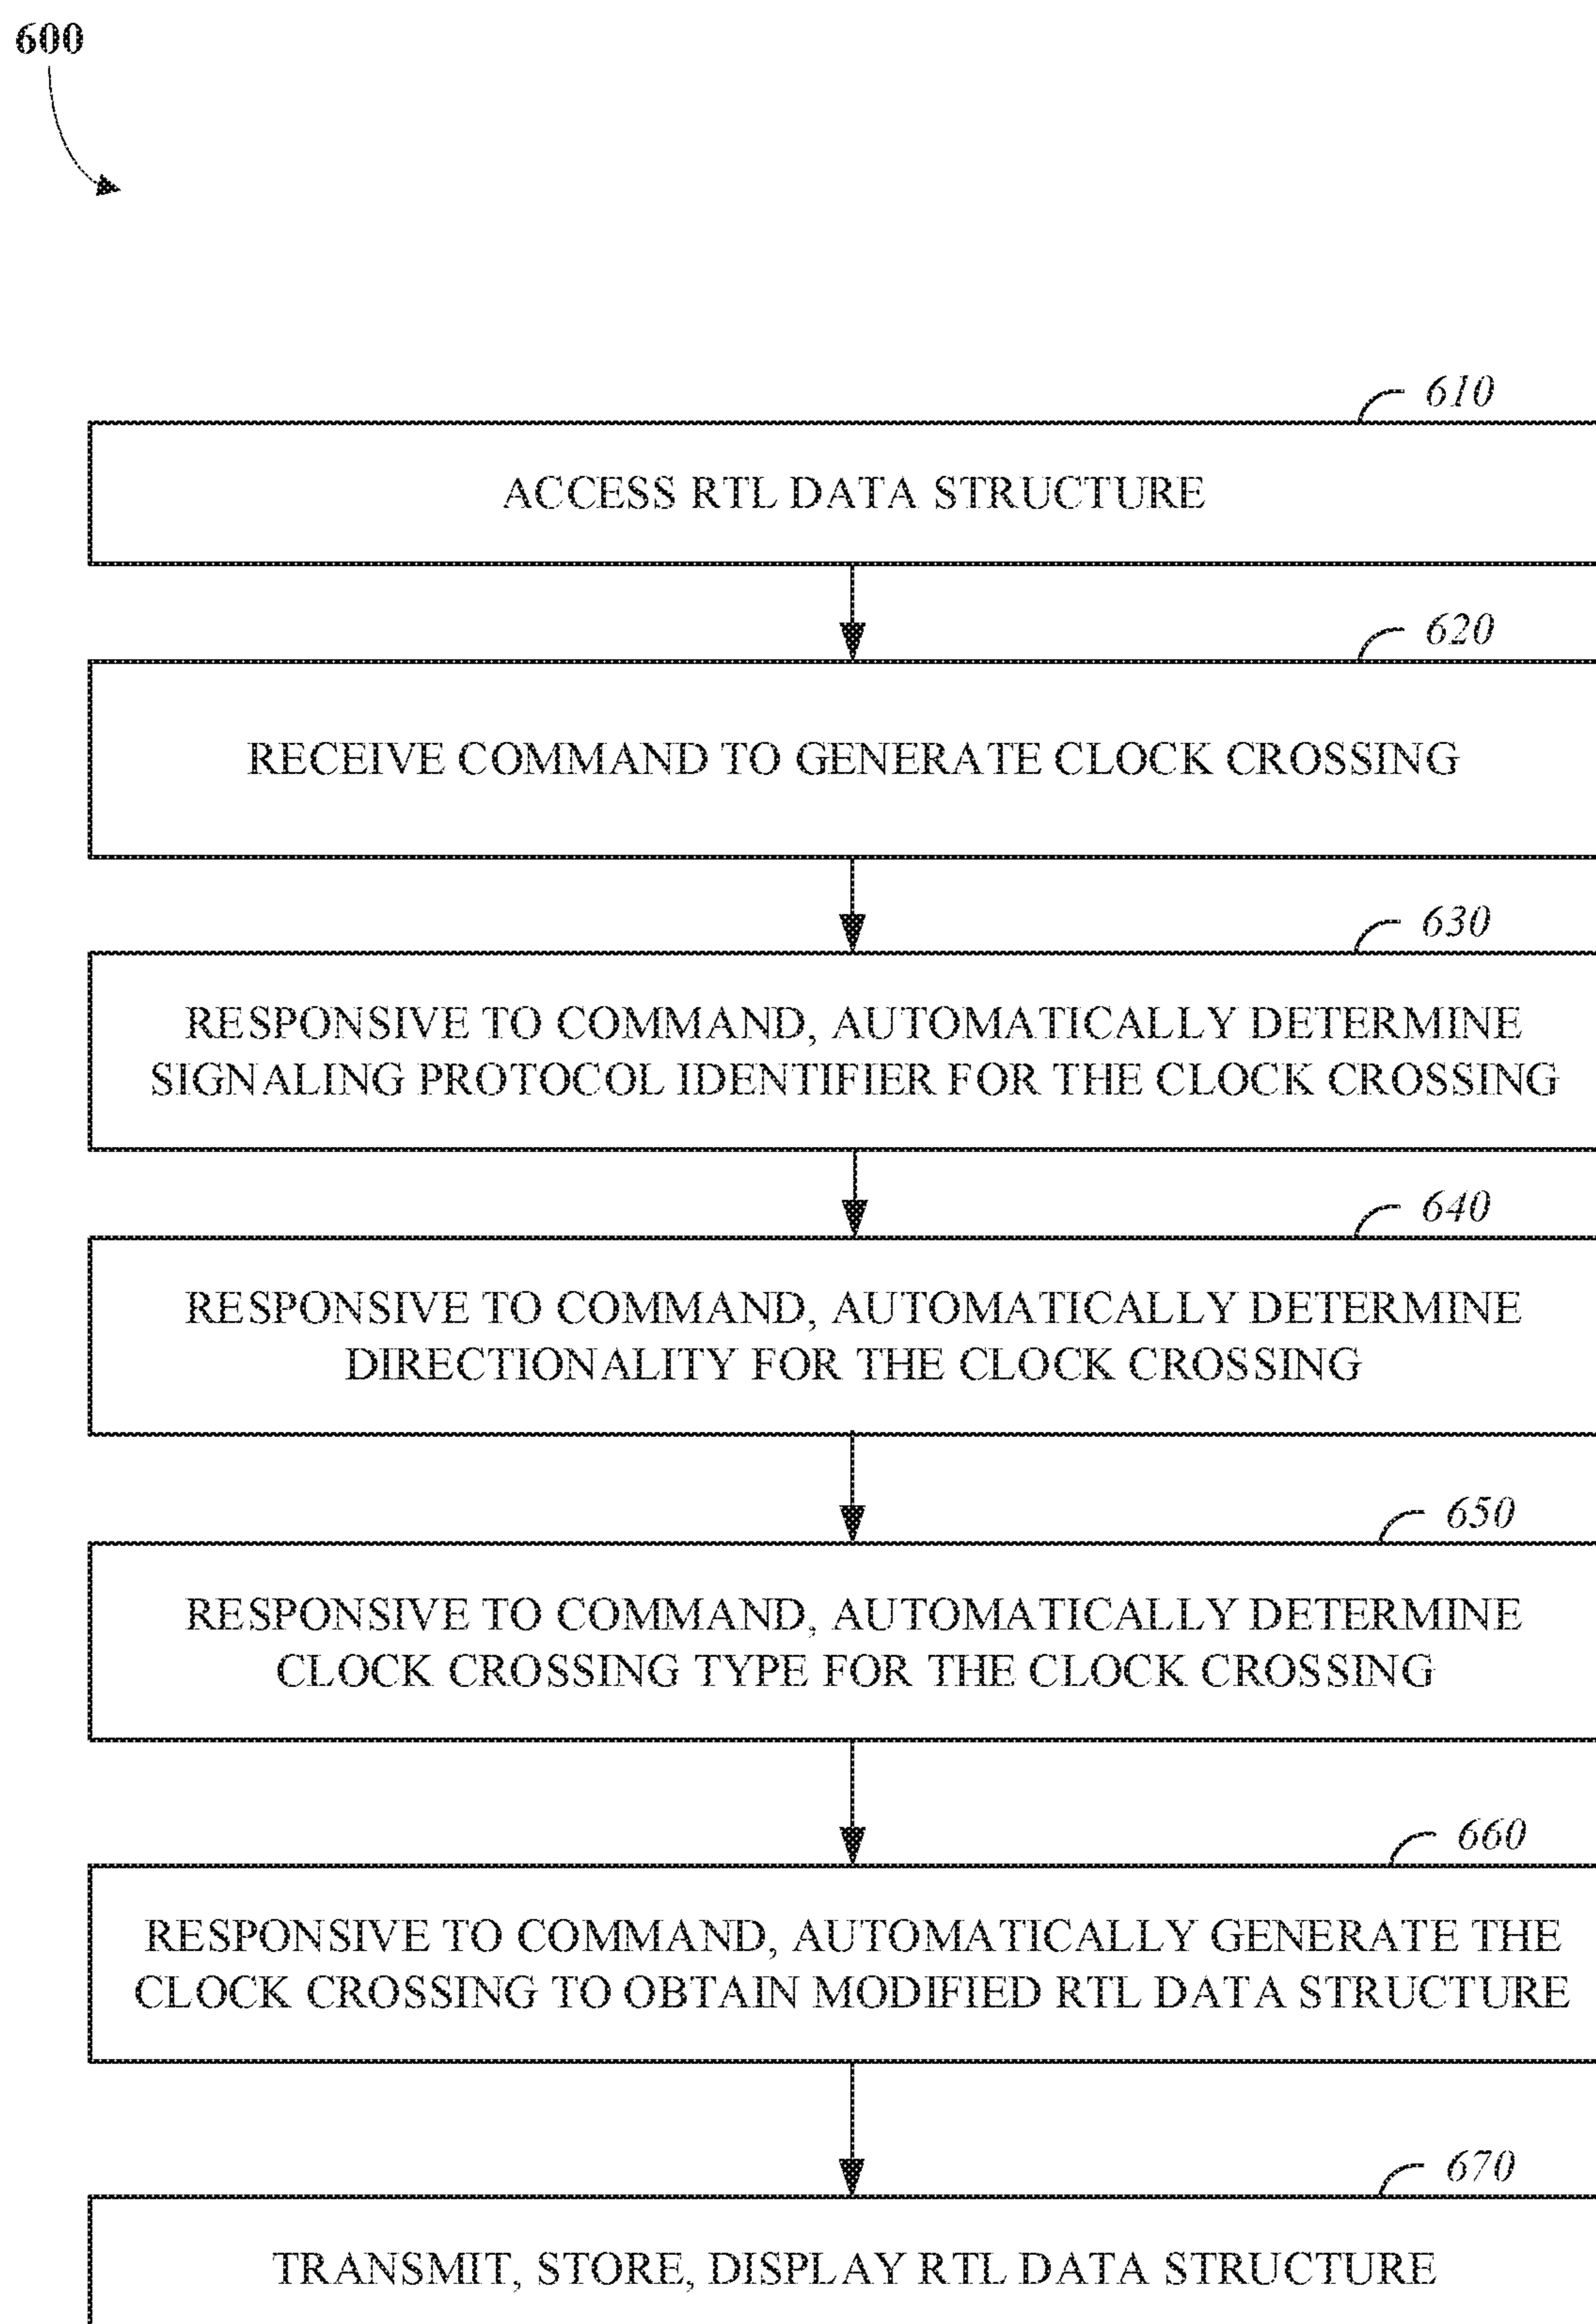 600
610
ACCESS RTL DATA STRUCTURE
620
RECEIVE COMMAND TO GENERATE CLOCK CROSSING
630
RESPONSIVE TO COMMAND, AUTOMATICALLY DETERMINE
SIGNALING PROTOCOL IDENTIFIER FOR THE CLOCK CROSSING
640
RESPONSIVE TO COMMAND, AUTOMATICALLY DETERMINE
DIRECTIONALITY FOR THE CLOCK CROSSING
650
RESPONSIVE TO COMMAND, AUTOMATICALLY DETERMINE
CLOCK CROSSING TYPE FOR THE CLOCK CROSSING
660
RESPONSIVE TO COMMAND, AUTOMATICALLY GENERATE THE
CLOCK CROSSING TO OBTAIN MODIFIED RTL DATA STRUCTURE
670
TRANSMIT, STORE, DISPLAY RTL DATA STRUCTURE